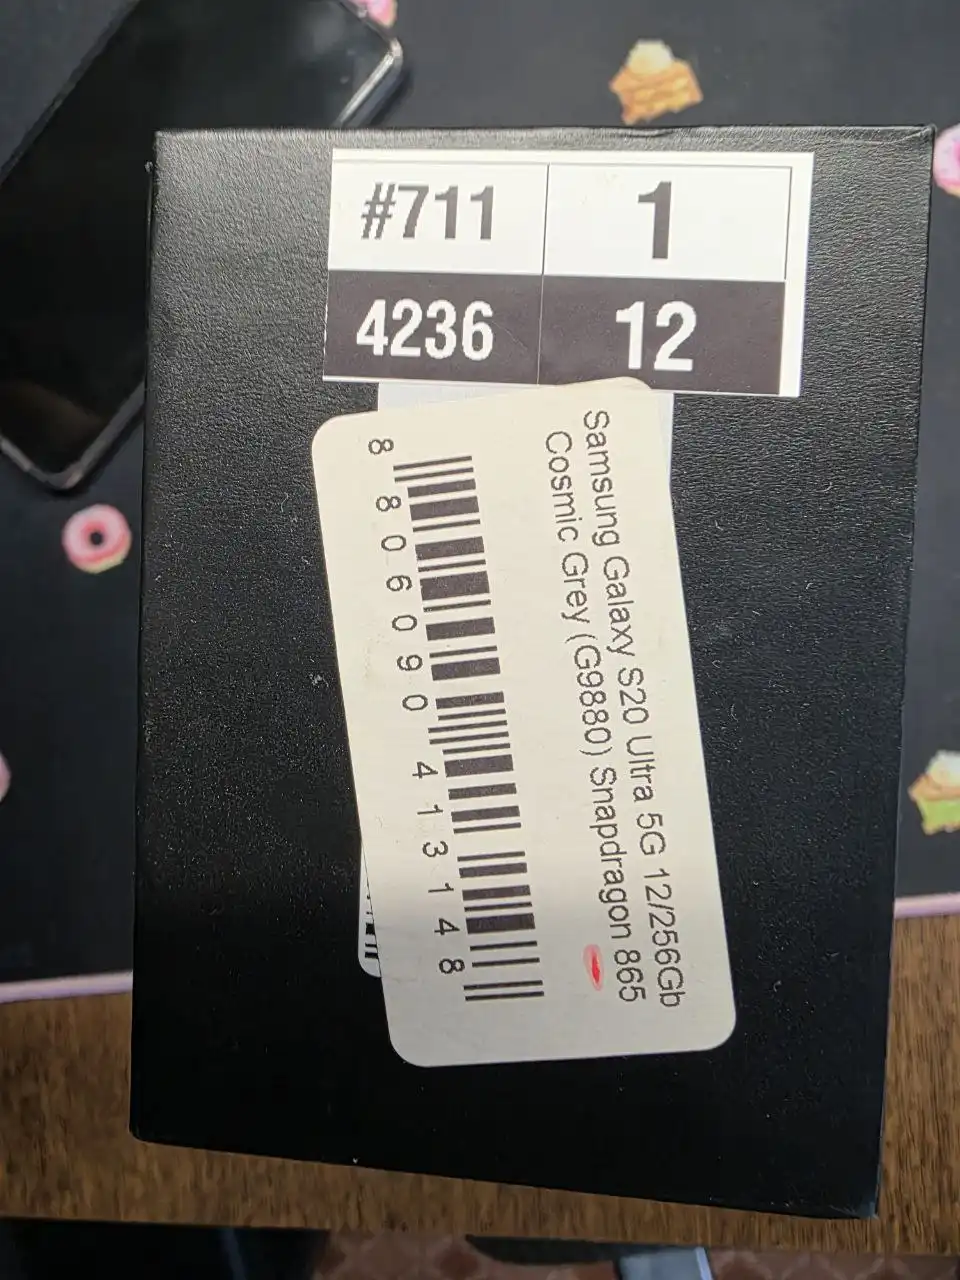 #711 1
4236 12
Samsung Galaxy S20 Ultra 5G 12/256Gb
Cosmic Grey (G9880) Snapdragon 865
8 806090 413148